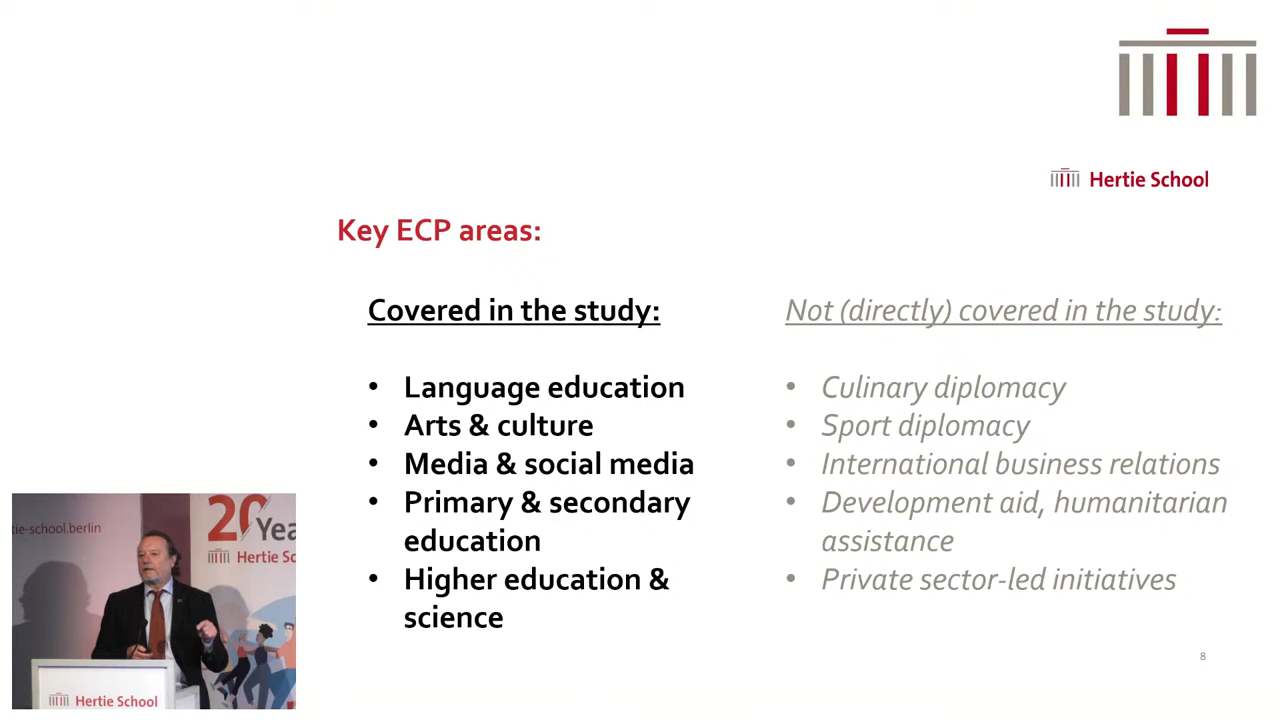 Hertie School
Key ECP areas:
Covered in the study:
• Language education
• Arts & culture
• Media & social media
• Primary & secondary
education
• Higher education &
science
Not (directly) covered in the study:
• Culinary diplomacy
• Sport diplomacy
• International business relations
• Development aid, humanitarian
assistance
• Private sector-led initiatives
8
tie-school.berlin
20 Yea
Hertie Sc
Hertie School